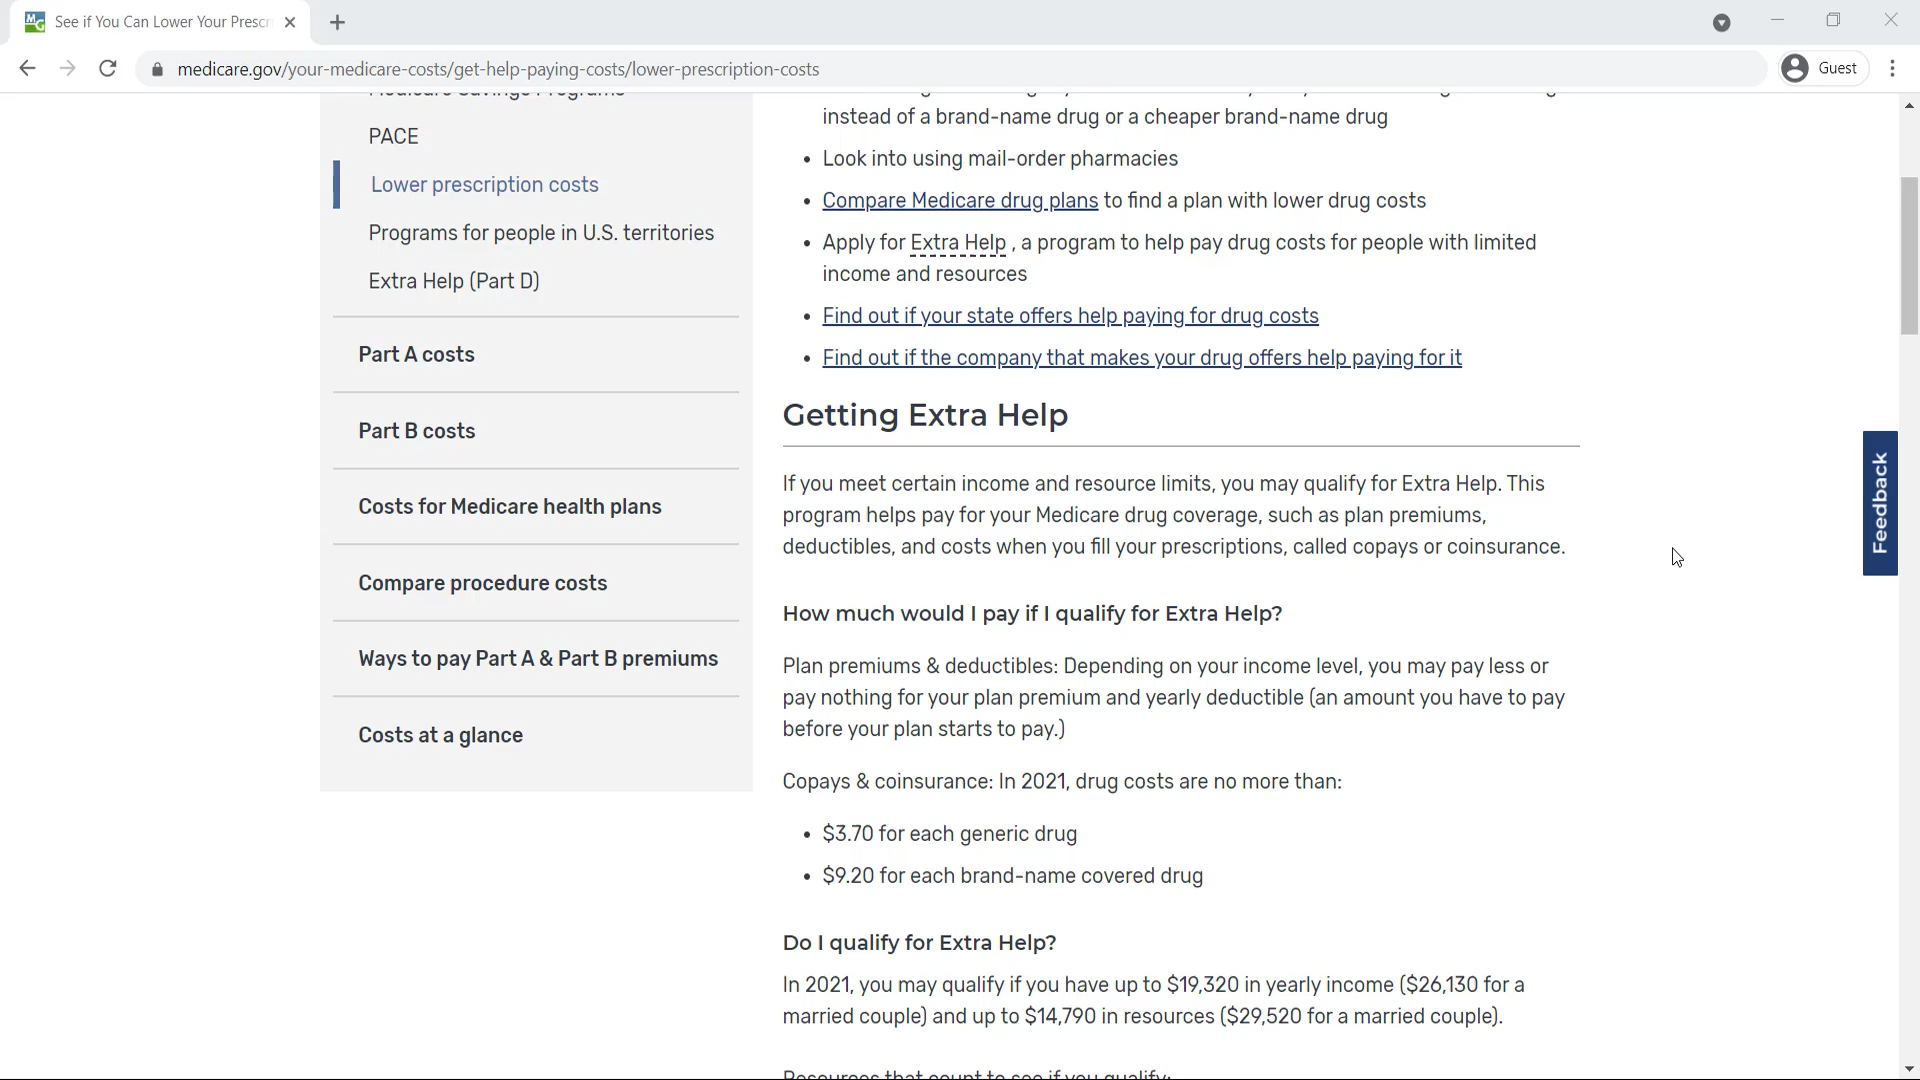 See if You Can Lower Your Prescr
medicare.gov/your-medicare-costs/get-help-paying-costs/lower-prescription-costs
Guest
Medicare Savings Programs
PACE
Lower prescription costs
Programs for people in U.S. territories
Extra Help (Part D)
Part A costs
Part B costs
Costs for Medicare health plans
Compare procedure costs
Ways to pay Part A & Part B premiums
Costs at a glance
instead of a brand-name drug or a cheaper brand-name drug
• Look into using mail-order pharmacies
• Compare Medicare drug plans to find a plan with lower drug costs
• Apply for Extra Help , a program to help pay drug costs for people with limited
income and resources
• Find out if your state offers help paying for drug costs
• Find out if the company that makes your drug offers help paying for it
Getting Extra Help
If you meet certain income and resource limits, you may qualify for Extra Help. This
program helps pay for your Medicare drug coverage, such as plan premiums,
deductibles, and costs when you fill your prescriptions, called copays or coinsurance.
How much would I pay if I qualify for Extra Help?
Plan premiums & deductibles: Depending on your income level, you may pay less or
pay nothing for your plan premium and yearly deductible (an amount you have to pay
before your plan starts to pay.)
Copays & coinsurance: In 2021, drug costs are no more than:
• $3.70 for each generic drug
• $9.20 for each brand-name covered drug
Do I qualify for Extra Help?
In 2021, you may qualify if you have up to $19,320 in yearly income ($26,130 for a
married couple) and up to $14,790 in resources ($29,520 for a married couple).
Resources that count to see if you qualify:
Feedback